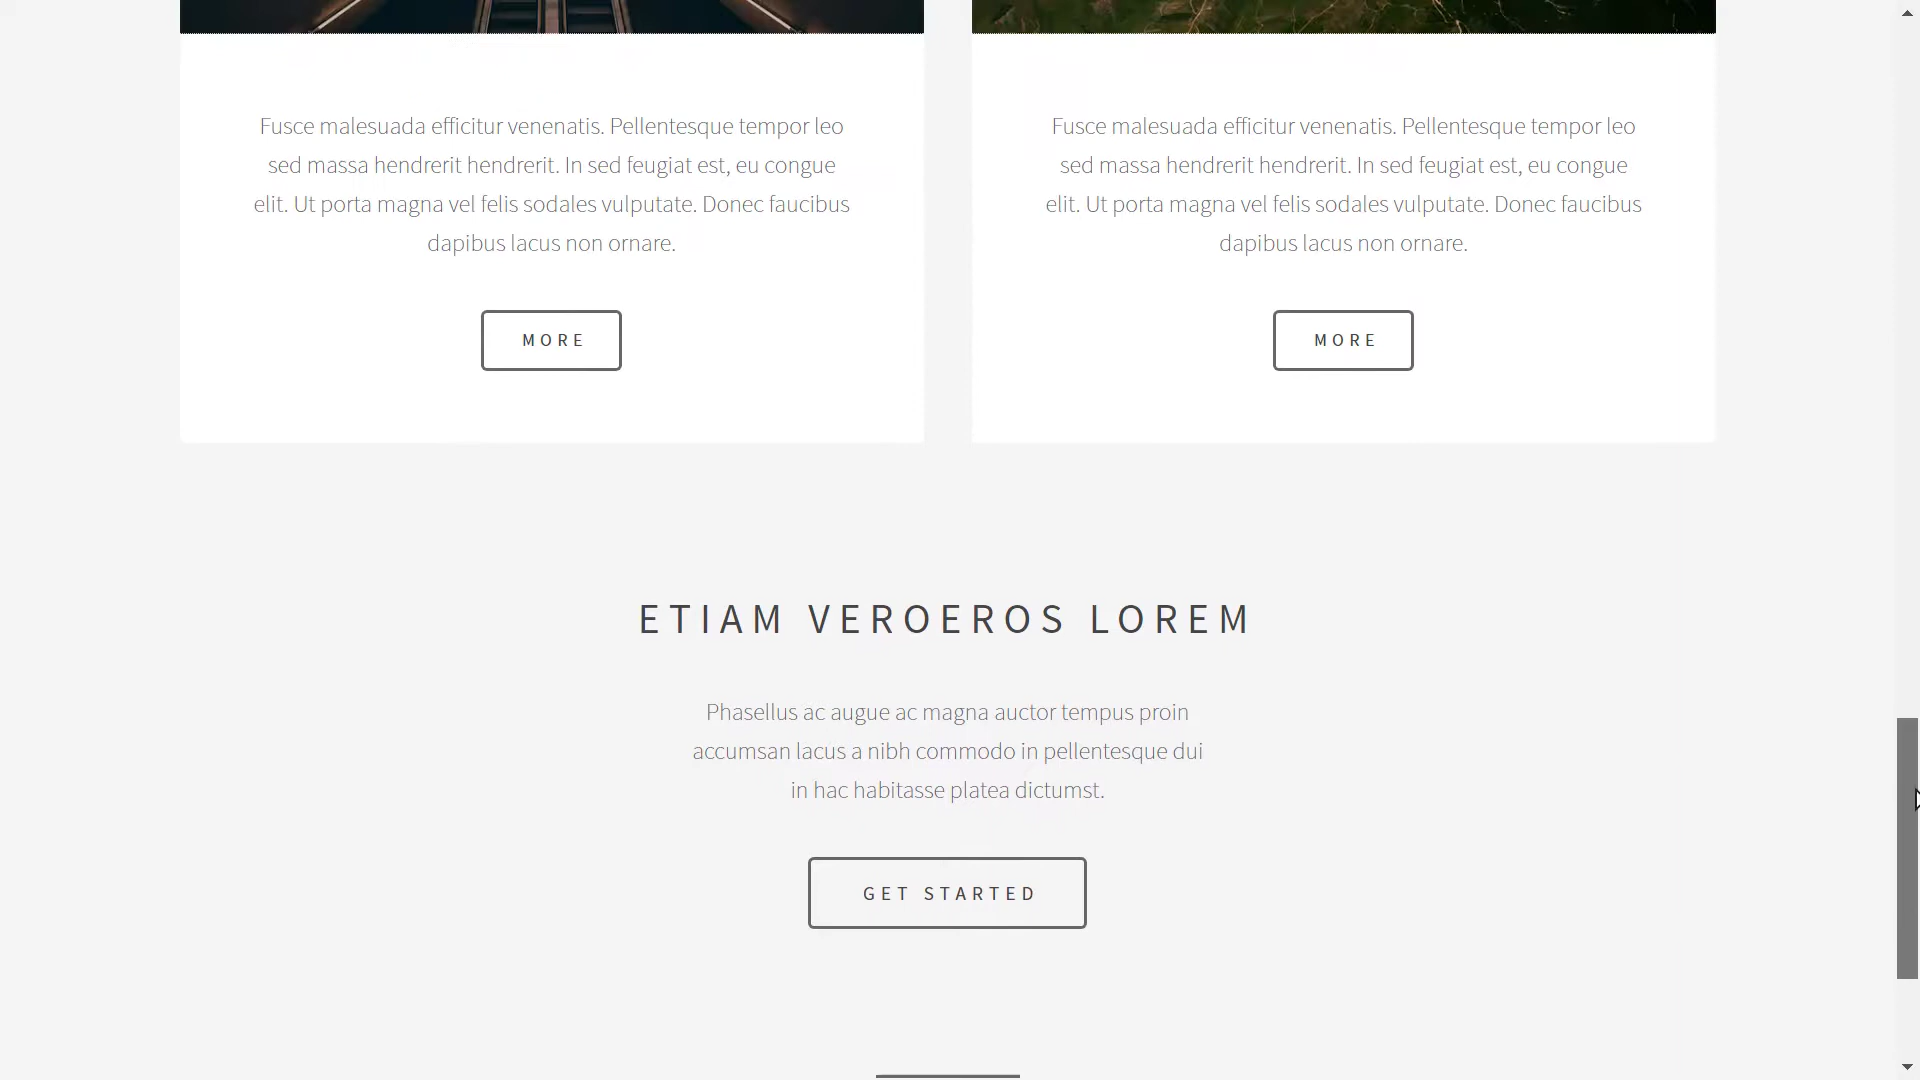 Fusce malesuada efficitur venenatis. Pellentesque tempor leo
sed massa hendrerit hendrerit. In sed feugiat est, eu congue
elit. Ut porta magna vel felis sodales vulputate. Donec faucibus
dapibus lacus non ornare.
MORE
Fusce malesuada efficitur venenatis. Pellentesque tempor leo
sed massa hendrerit hendrerit. In sed feugiat est, eu congue
elit. Ut porta magna vel felis sodales vulputate. Donec faucibus
dapibus lacus non ornare.
MORE
ETIAM VEROEROS LOREM
Phasellus ac augue ac magna auctor tempus proin
accumsan lacus a nibh commodo in pellentesque dui
in hac habitasse platea dictumst.
GET STARTED